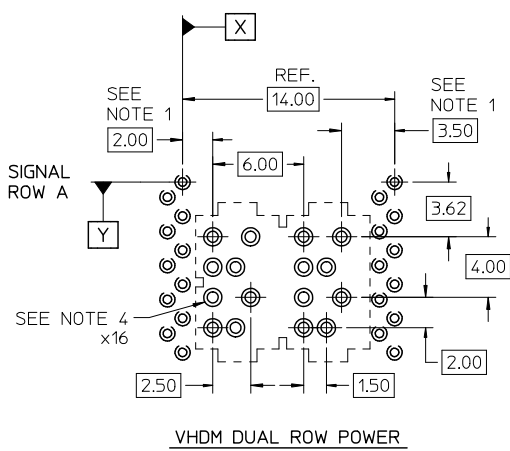 X
REF.
14.00
SEE
NOTE 1
2.00
SEE
NOTE 1
3.50
6.00
SIGNAL
ROW A
Y
3.62
4.00
SEE NOTE 4
x16
2.00
2.50
1.50
VHDM DUAL ROW POWER